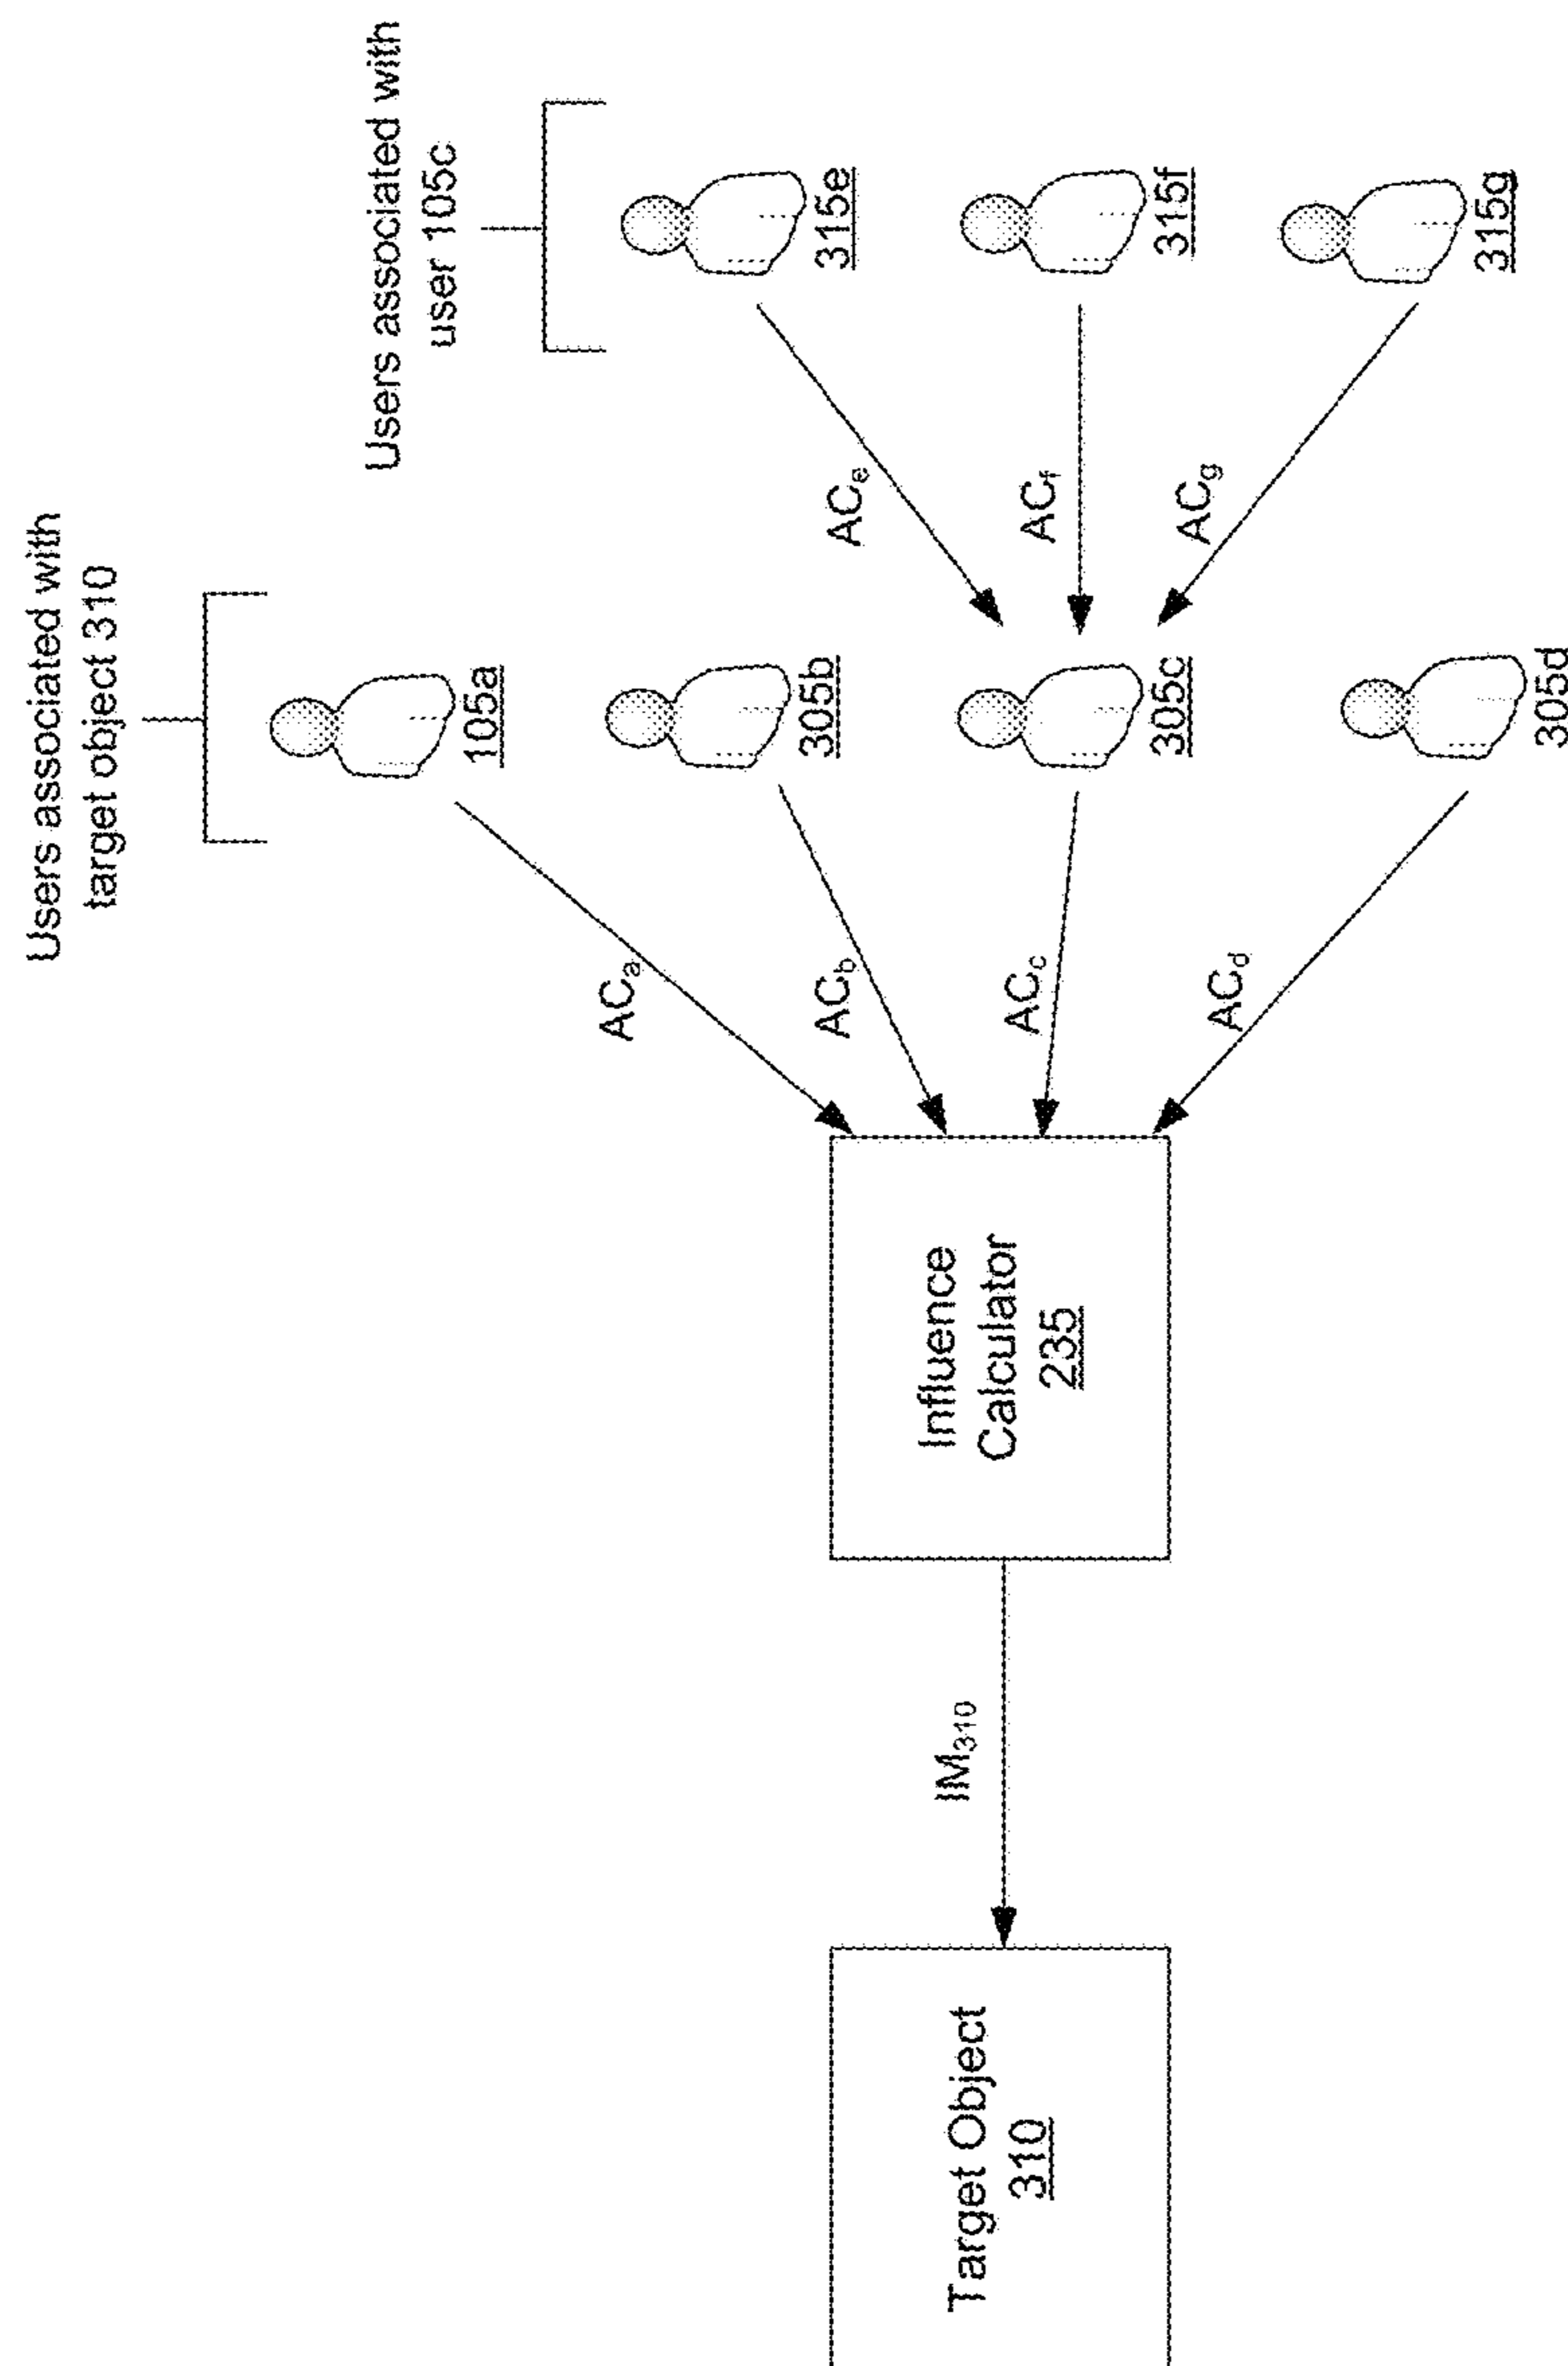 Users associated with
target object 310
Users associated with
user 105c
105a
305b
305c
305d
315e
315f
315g
ACa
ACb
ACc
ACd
ACe
ACf
ACg
Influence
Calculator
235
IM310
Target Object
310